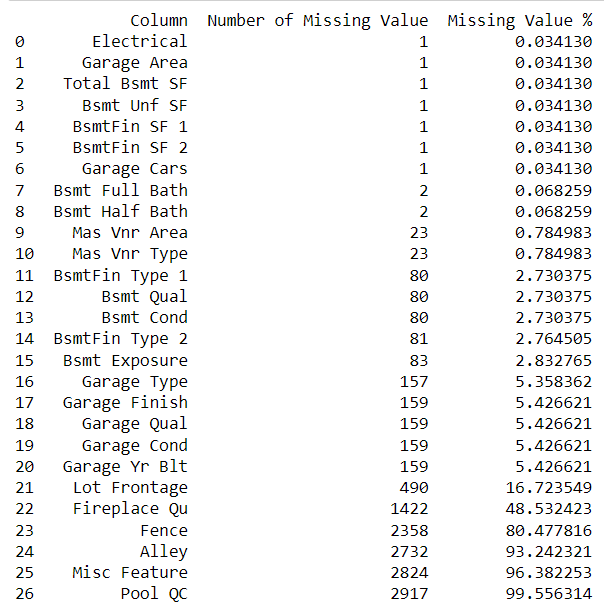 Column Number of Missing Value Missing Value %
0 Electrical 1 0.034130
1 Garage Area 1 0.034130
2 Total Bsmt SF 1 0.034130
3 Bsmt Unf SF 1 0.034130
4 BsmtFin SF 1 1 0.034130
5 BsmtFin SF 2 1 0.034130
6 Garage Cars 1 0.034130
7 Bsmt Full Bath 2 0.068259
8 Bsmt Half Bath 2 0.068259
9 Mas Vnr Area 23 0.784983
10 Mas Vnr Type 23 0.784983
11 BsmtFin Type 1 80 2.730375
12 Bsmt Qual 80 2.730375
13 Bsmt Cond 80 2.730375
14 BsmtFin Type 2 81 2.764505
15 Bsmt Exposure 83 2.832765
16 Garage Type 157 5.358362
17 Garage Finish 159 5.426621
18 Garage Qual 159 5.426621
19 Garage Cond 159 5.426621
20 Garage Yr Blt 159 5.426621
21 Lot Frontage 490 16.723549
22 Fireplace Qu 1422 48.532423
23 Fence 2358 80.477816
24 Alley 2732 93.242321
25 Misc Feature 2824 96.382253
26 Pool QC 2917 99.556314